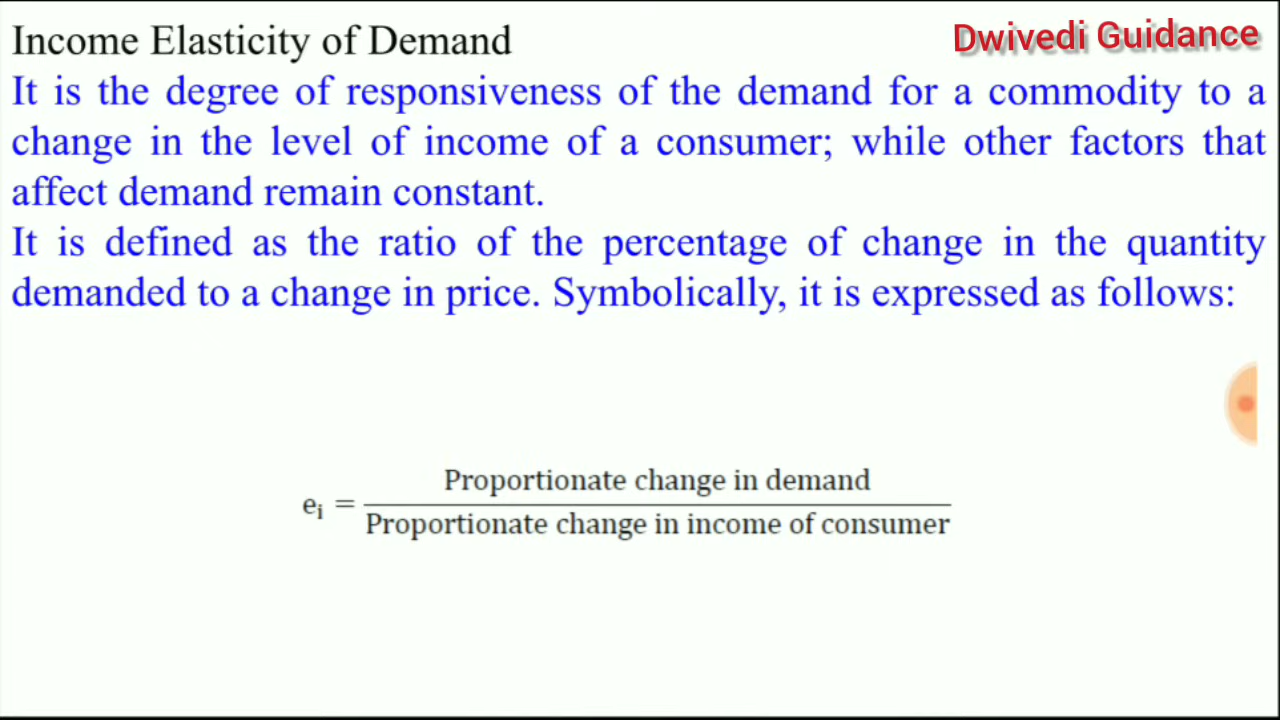 Income Elasticity of Demand
Dwivedi Guidance
It is the degree of responsiveness of the demand for a commodity to a
change in the level of income of a consumer; while other factors that
affect demand remain constant.
It is defined as the ratio of the percentage of change in the quantity
demanded to a change in price. Symbolically, it is expressed as follows:
Proportionate change in demand
eᵢ =
Proportionate change in income of consumer